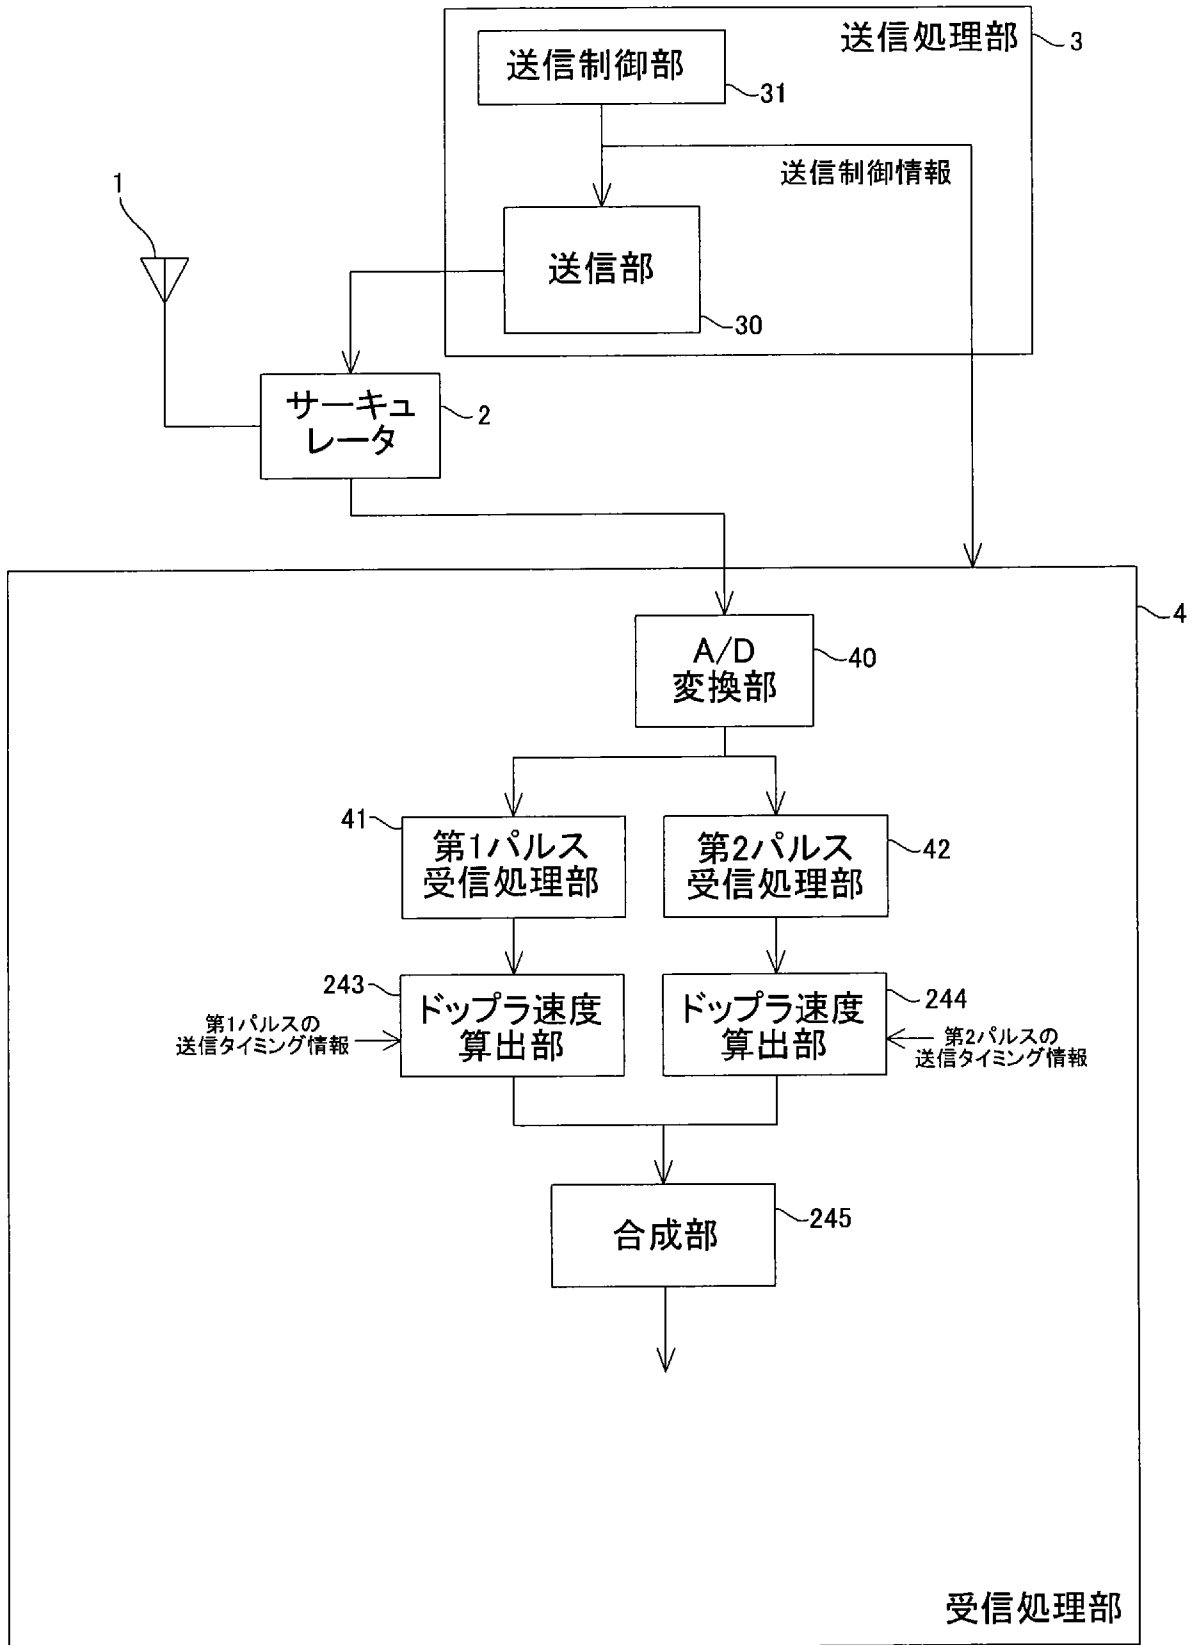 送信処理部
3
送信制御部
31
送信制御情報
1
送信部
30
サーキュ
レータ
2
4
A/D
変換部
40
41
第1パルス
受信処理部
第2パルス
受信処理部
42
243
ドップラ速度
算出部
第1パルスの
送信タイミング情報
ドップラ速度
算出部
244
第2パルスの
送信タイミング情報
合成部
245
受信処理部